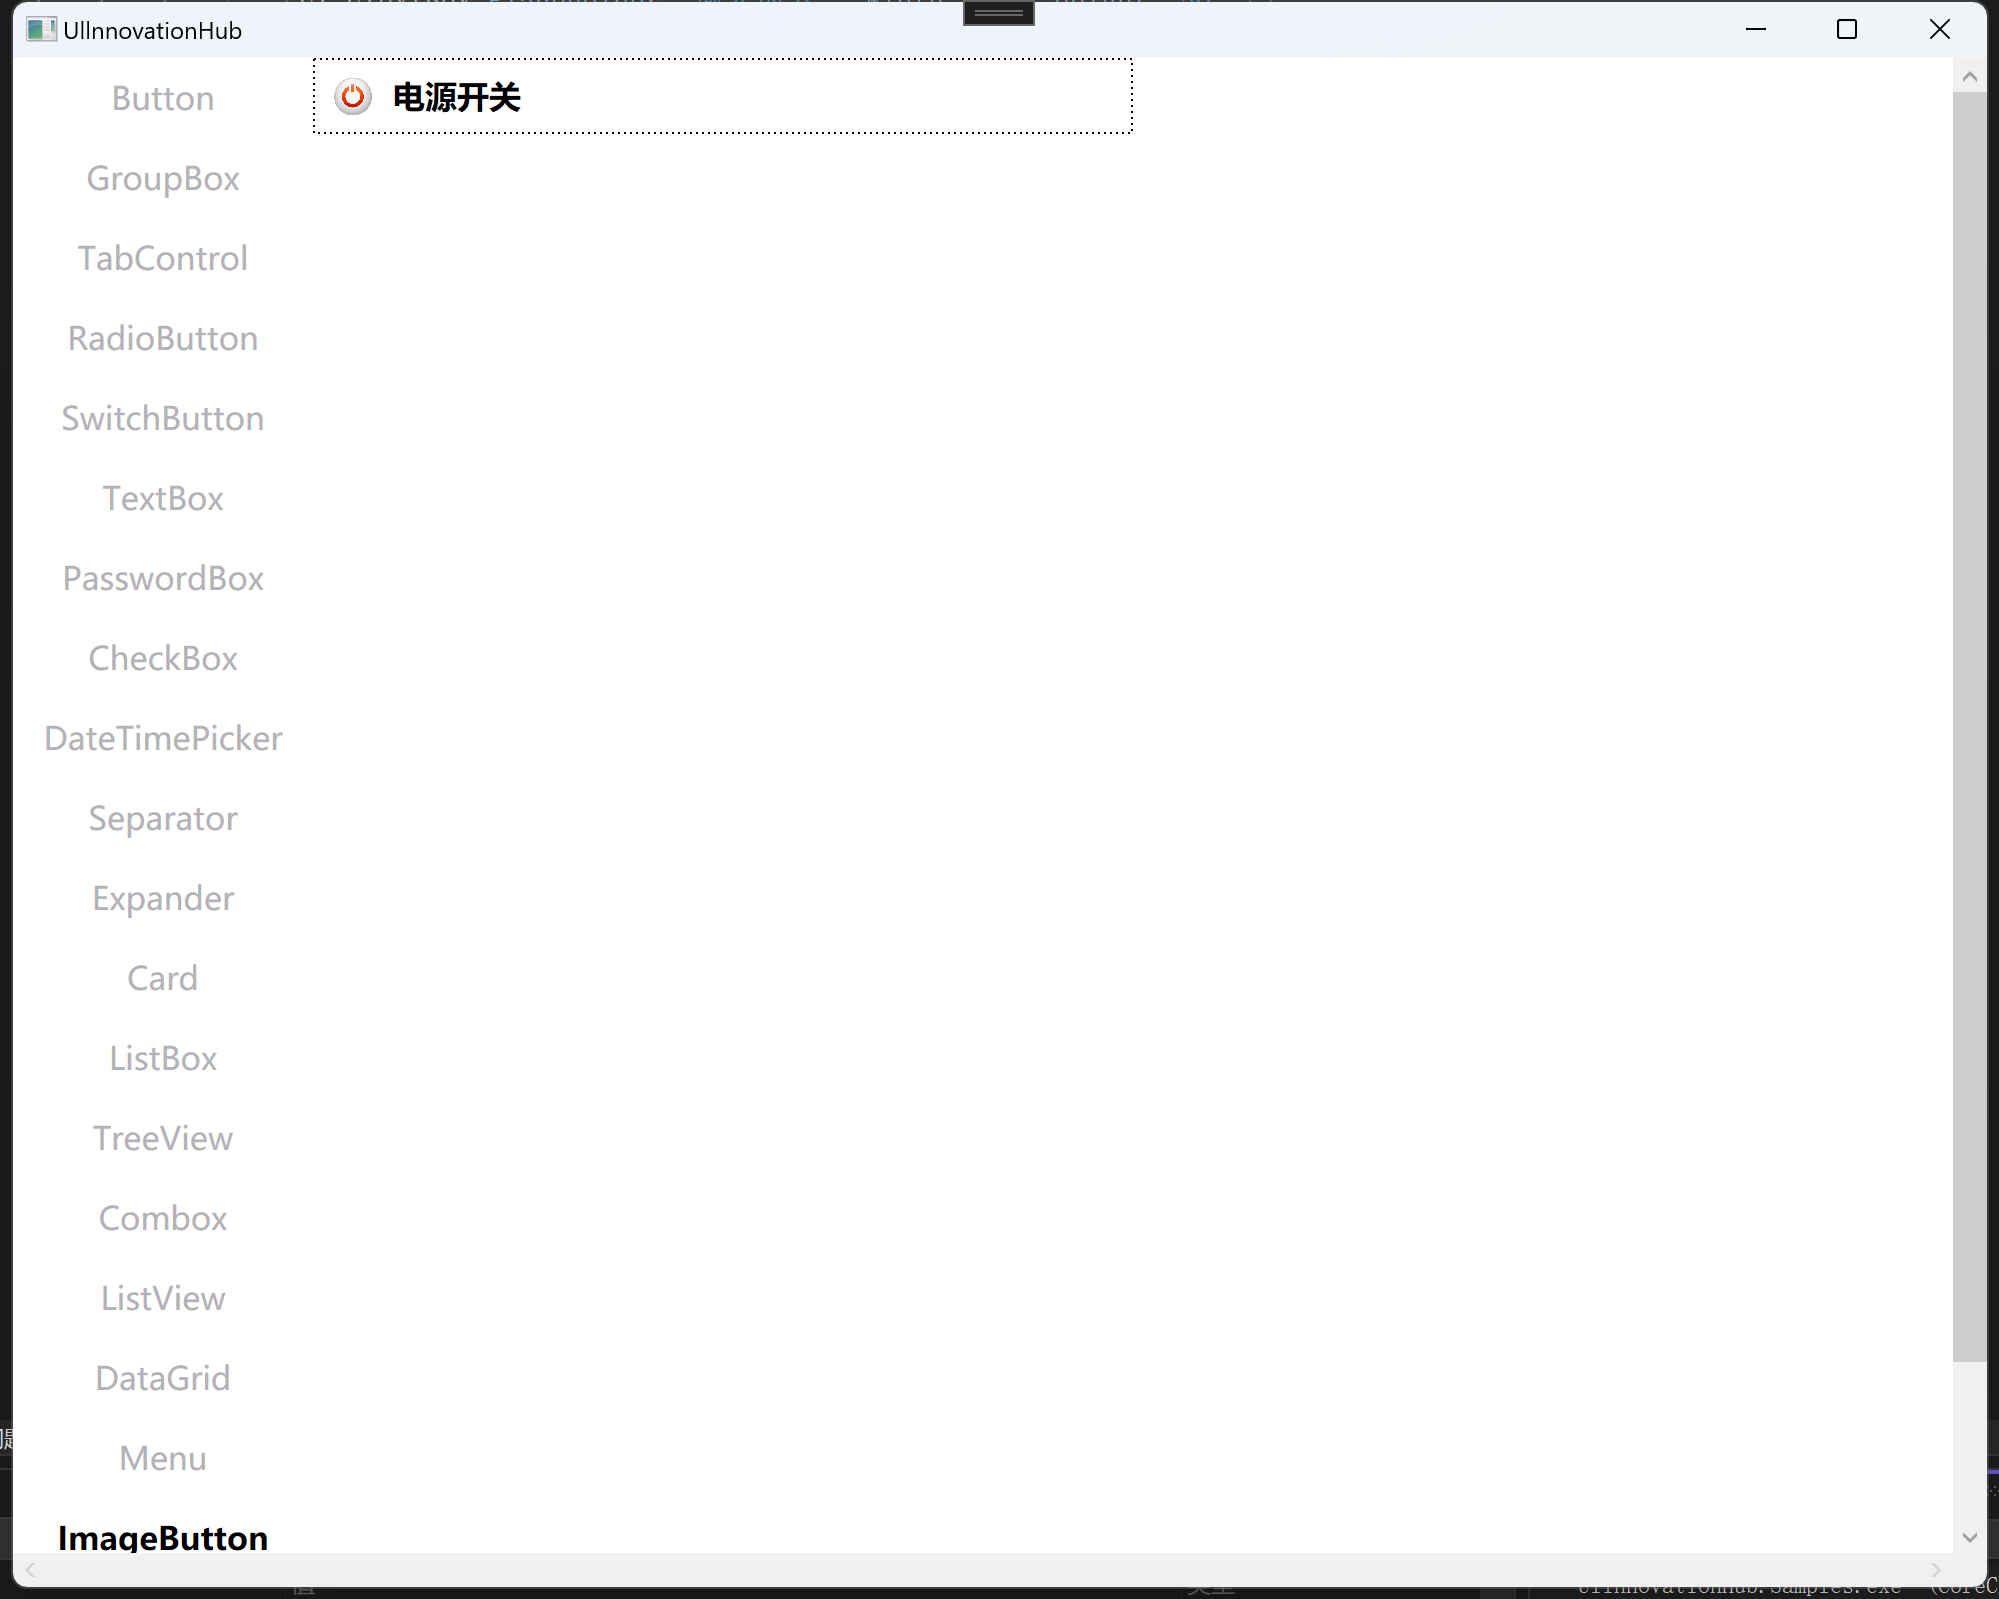 UIInnovationHub
Button
电源开关
GroupBox
TabControl
RadioButton
SwitchButton
TextBox
PasswordBox
CheckBox
DateTimePicker
Separator
Expander
Card
ListBox
TreeView
Combox
ListView
DataGrid
Menu
ImageButton